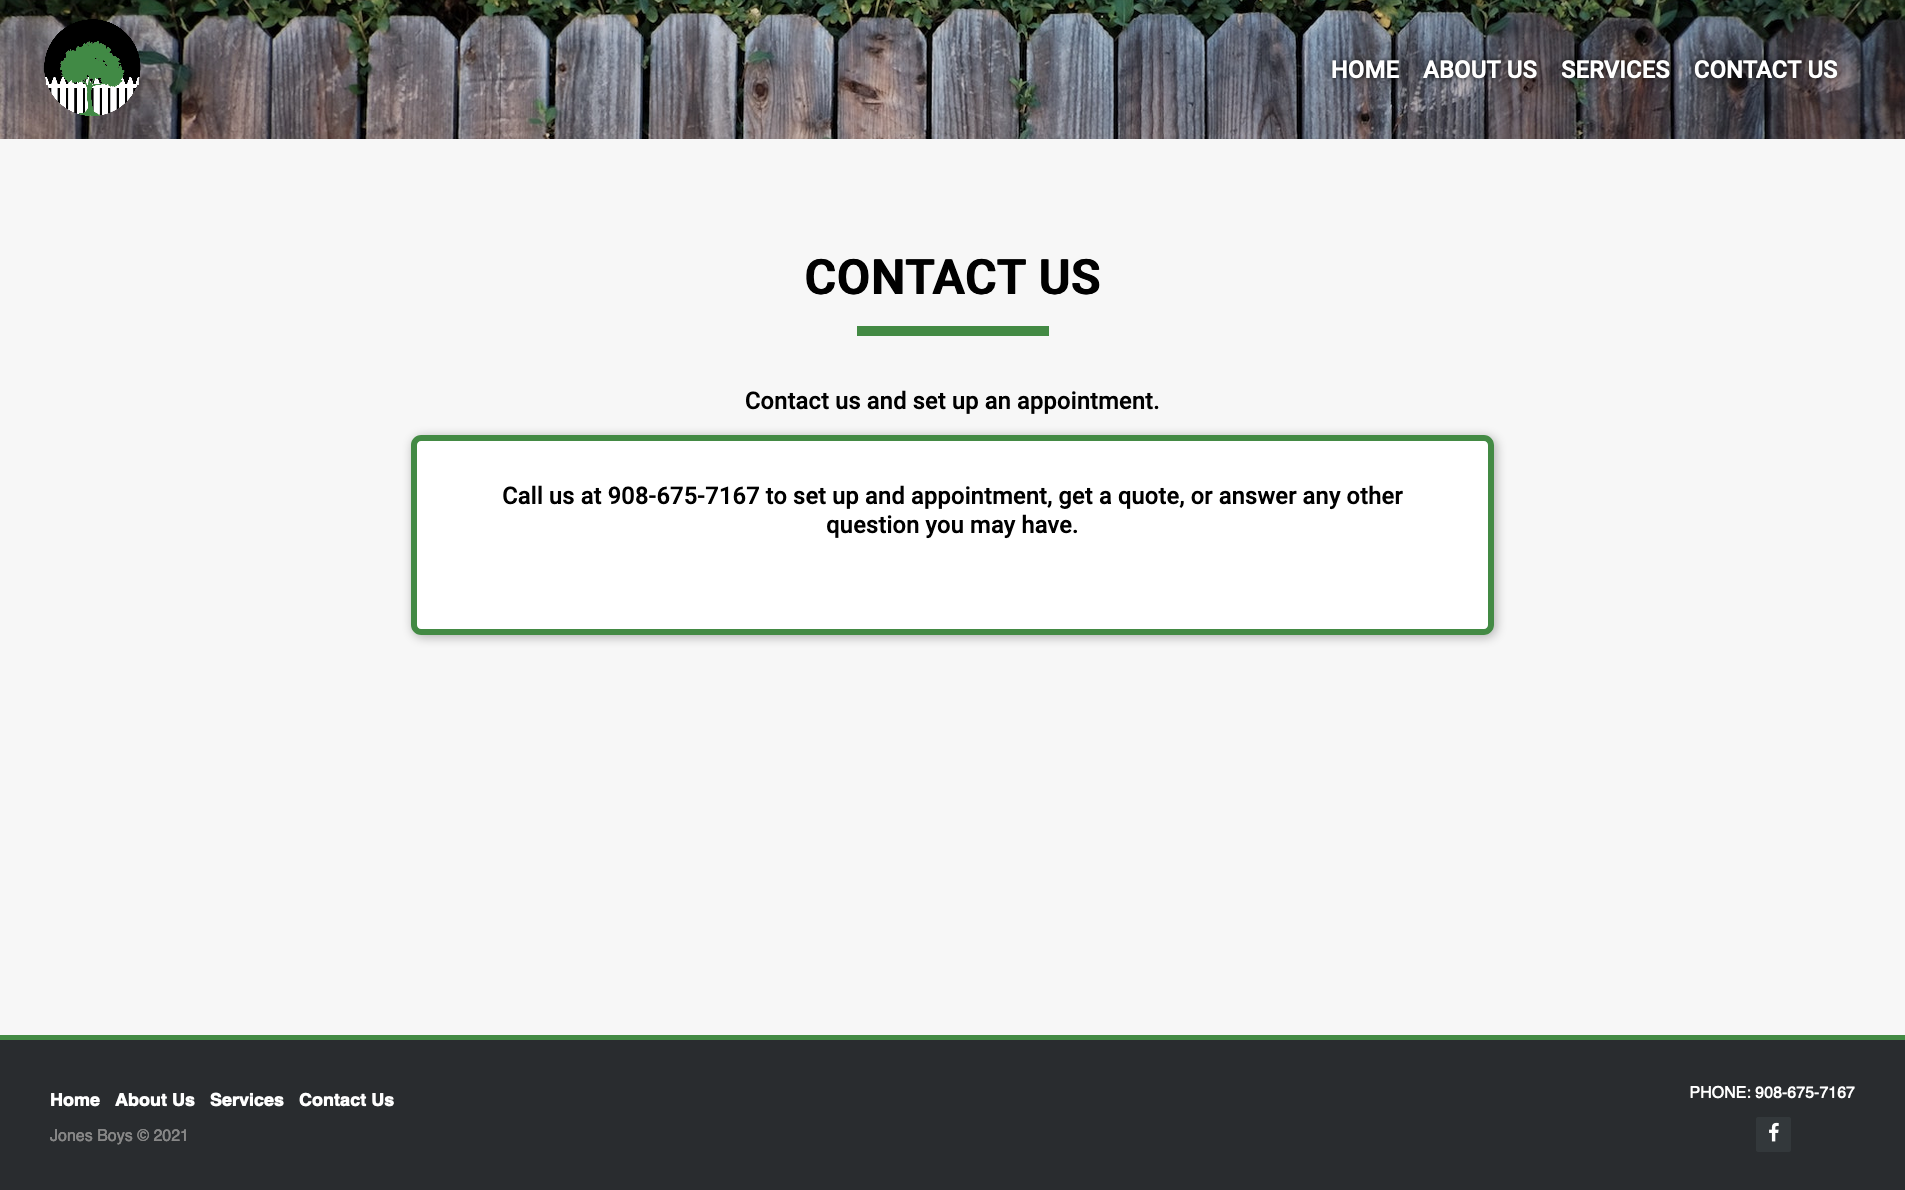 HOME ABOUT US SERVICES CONTACT US
CONTACT US
Contact us and set up an appointment.
Call us at 908-675-7167 to set up and appointment, get a quote, or answer any other
question you may have.
Home About Us Services Contact Us
Jones Boys © 2021
PHONE: 908-675-7167